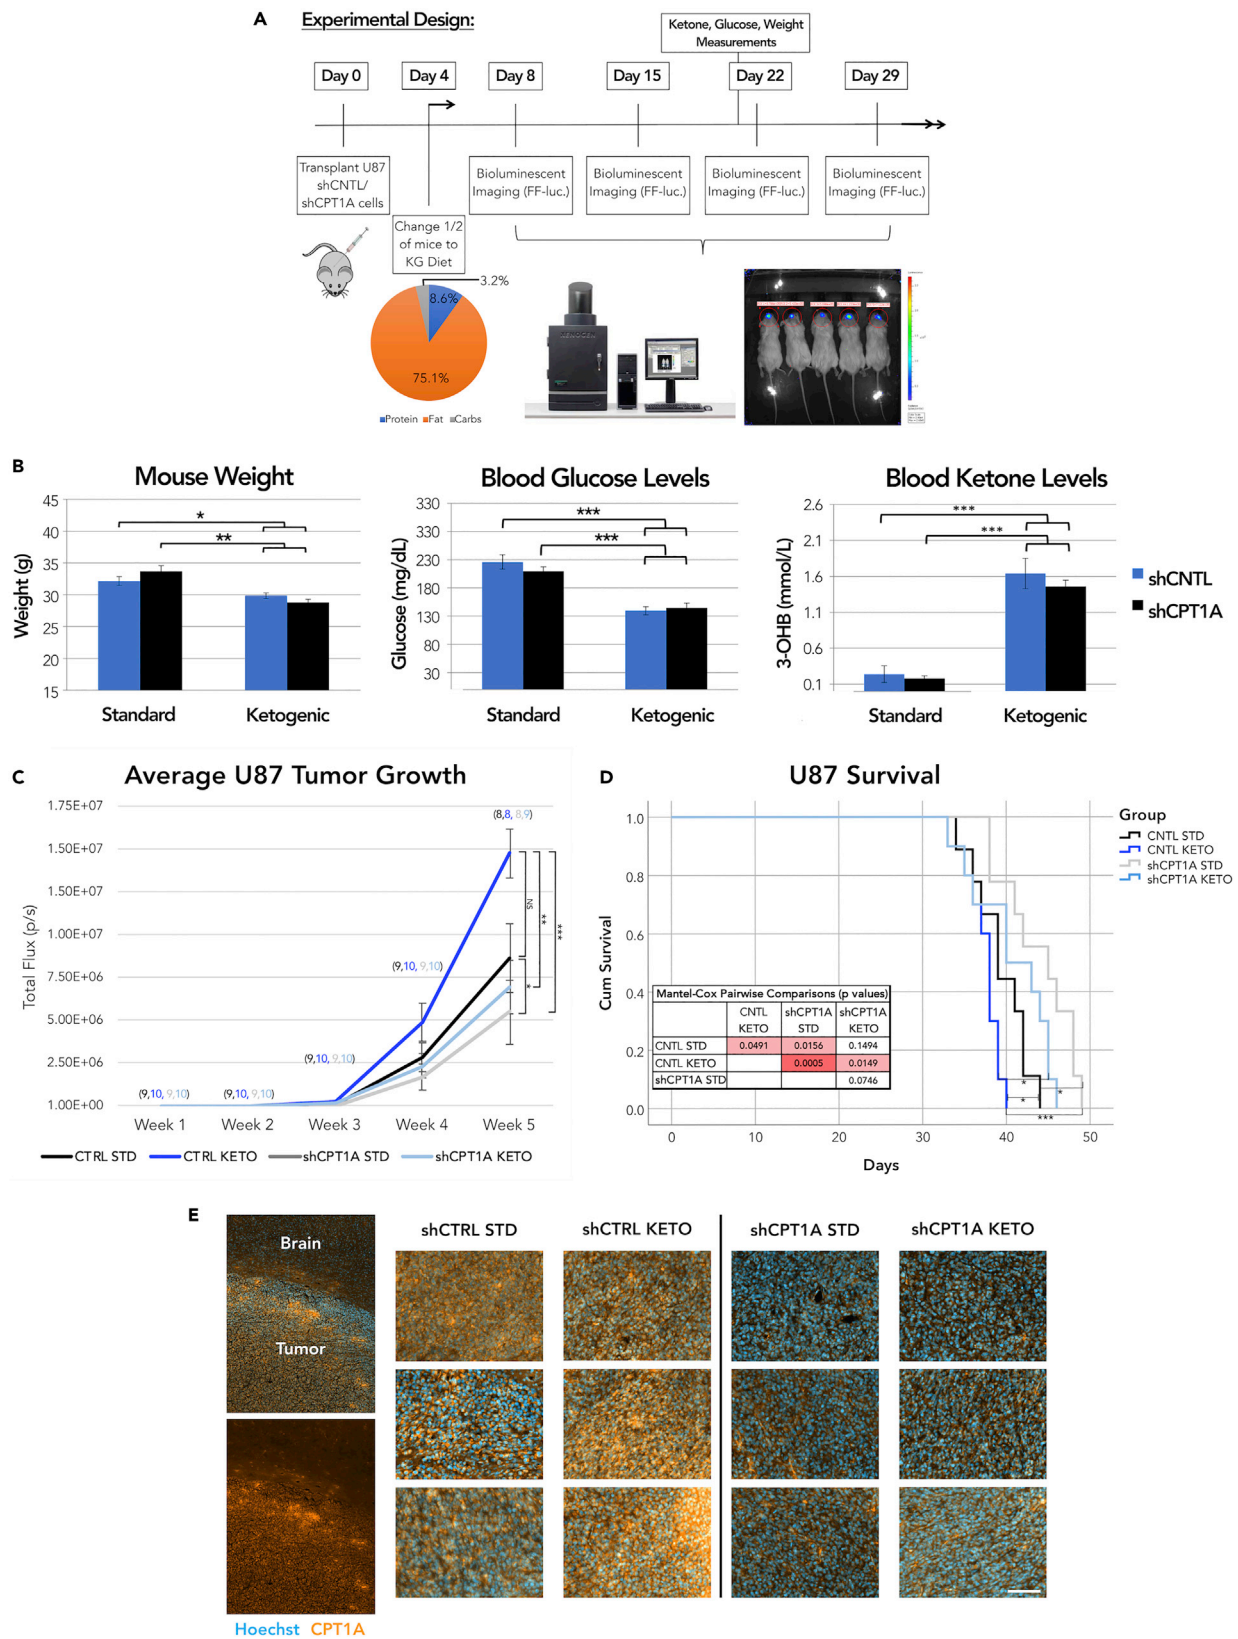 A Experimental Design:
Ketone, Glucose, Weight
Measurements
Day 0 Day 4 Day 8 Day 15 Day 22 Day 29
Transplant U87
shCNTL/
shCPT1A cells
Change 1/2
of mice to
KG Diet
Bioluminescent
Imaging (FF-luc.)
Bioluminescent
Imaging (FF-luc.)
Bioluminescent
Imaging (FF-luc.)
Bioluminescent
Imaging (FF-luc.)
3.2%
8.6%
75.1%
Protein Fat Carbs
XENOGEN
B
Mouse Weight
Weight (g)
45
40
35
30
25
20
15
*
**
Standard Ketogenic
Blood Glucose Levels
Glucose (mg/dL)
330
330
230
180
130
80
30
***
***
Standard Ketogenic
Blood Ketone Levels
3-OHB (mmol/L)
2.6
2.1
1.6
1.1
0.6
0.1
***
***
Standard Ketogenic
shCNTL
shCPT1A
C Average U87 Tumor Growth
Total Flux (p/s)
1.75E+07
1.50E+07
1.50E+07
1.00E+07
7.50E+06
5.00E+06
2.50E+06
1.00E+00
(9,10, 9,10)
(9,10, 9,10)
(9,10, 9,10)
(9,10, 9,10)
(8,8, 8,9)
NS
**
***
*
Week 1 Week 2 Week 3 Week 4 Week 5
CTRL STD CTRL KETO shCPT1A STD shCPT1A KETO
D U87 Survival
Cum Survival
1.0
0.8
0.6
0.4
0.2
0.0
0 10 20 30 40 50
Days
Group
CNTL STD
CNTL KETO
shCPT1A STD
shCPT1A KETO
Mantel-Cox Pairwise Comparisons (p values)
CNTL KETO shCPT1A STD shCPT1A KETO
CNTL STD 0.0491 0.0156 0.1494
CNTL KETO 0.0005 0.0149
shCPT1A STD 0.0746
*
*
*
***
E
Brain
Tumor
shCTRL STD shCTRL KETO shCPT1A STD shCPT1A KETO
Hoechst CPT1A